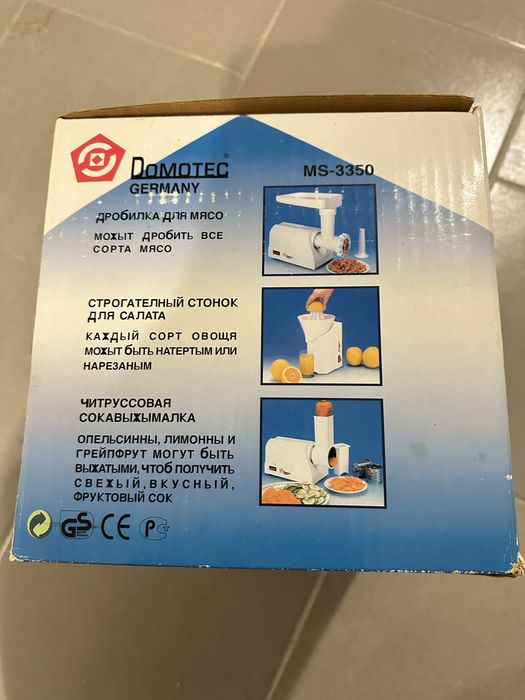 DOMOTEC®
GERMANY
MS-3350
ДРОБИЛКА ДЛЯ МЯСО
МОХЫТ ДРОБИТЬ ВСЕ
СОРТА МЯСО
СТРОГАТЕЛНЫЙ СТОНОК
ДЛЯ САЛАТА
КАХДЫЙ СОРТ ОВОЩЯ
МОХЫТ БЫТЬ НАТЕРТЫМ ИЛИ
НАРЕЗАНЫМ
ЧИТРУССОВАЯ
СОКАВЫХЫМАЛКА
ОПЕЛЬСИННЫ, ЛИМОННЫ И
ГРЕЙПФРУТ МОГУТ БЫТЬ
ВЫХАТЫМИ, ЧТОБ ПОЛУЧИТЬ
СВЕХЫЙ, ВКУСНЫЙ,
ФРУКТОВЫЙ СОК
GS CE P